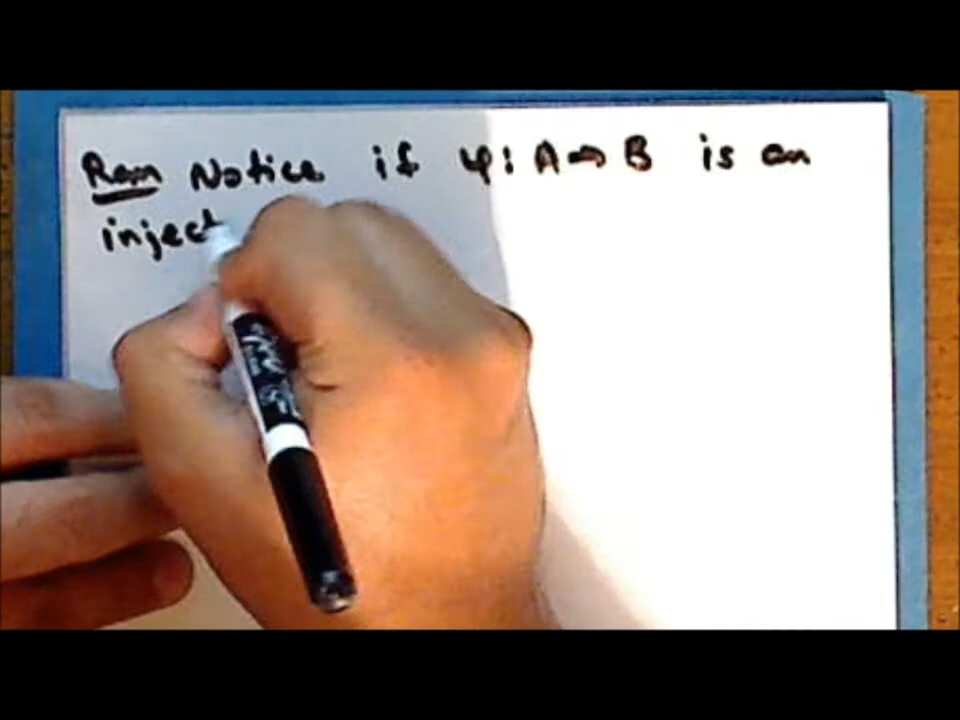 Rem Notice if φ: A → B is an
inject